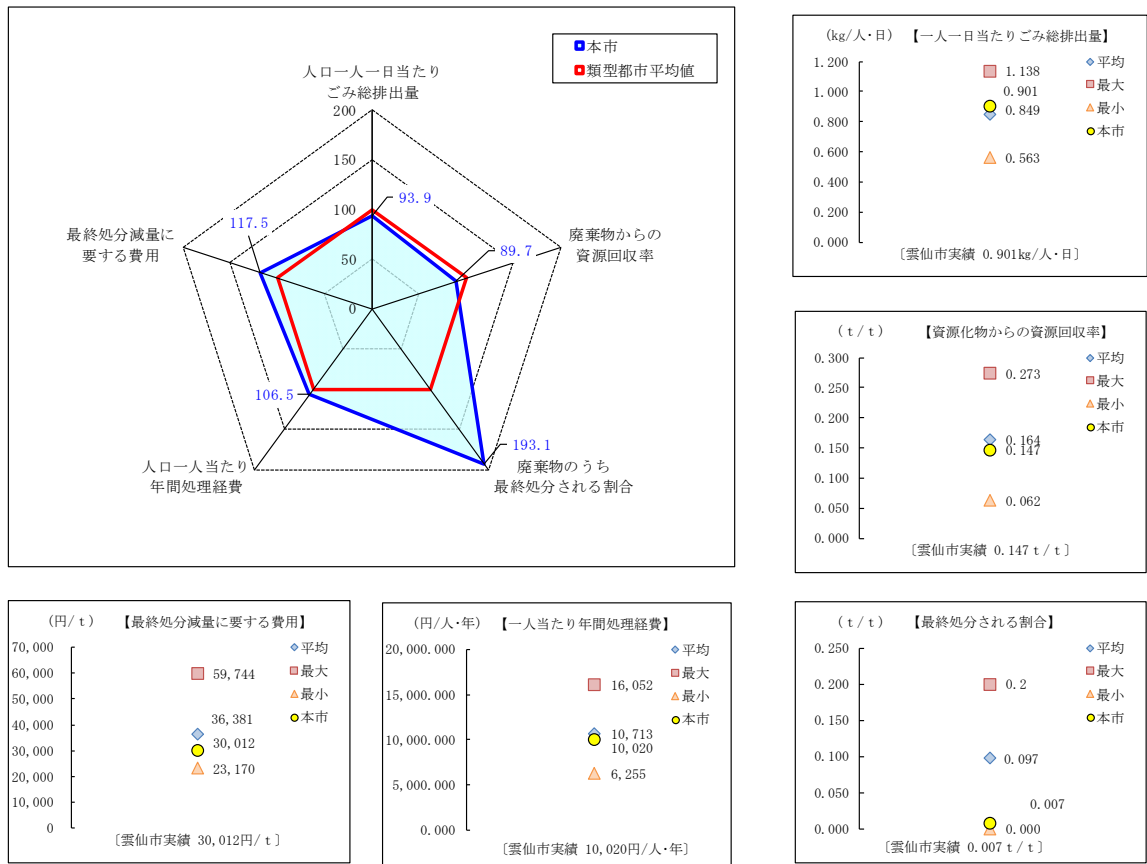 本市
類型都市平均値
人口一人一日当たり
ごみ総排出量
200
150
100
50
0
93.9
廃棄物からの
資源回収率
89.7
193.1
廃棄物のうち
最終処分される割合
106.5
人口一人当たり
年間処理経費
117.5
最終処分減量に
要する費用
(kg/人・日) 【一人一日当たりごみ総排出量】
1.200
1.000
0.800
0.600
0.400
0.200
0.000
平均
最大
最小
本市
1.138
0.901
0.849
0.563
〔雲仙市実績 0.901kg/人・日〕
(t/t) 【資源化物からの資源回収率】
0.300
0.250
0.200
0.150
0.100
0.050
0.000
平均
最大
最小
本市
0.273
0.164
0.147
0.062
〔雲仙市実績 0.147 t/t〕
(円/t) 【最終処分減量に要する費用】
70,000
60,000
50,000
40,000
30,000
20,000
10,000
0
平均
最大
最小
本市
59,744
36,381
30,012
23,170
〔雲仙市実績 30,012円/t〕
(円/人・年) 【一人当たり年間処理経費】
20,000.000
15,000.000
10,000.000
5,000.000
0.000
平均
最大
最小
本市
16,052
10,713
10,020
6,255
〔雲仙市実績 10,020円/人・年〕
(t/t) 【最終処分される割合】
0.250
0.200
0.150
0.100
0.050
0.000
平均
最大
最小
本市
0.2
0.097
0.007
0.000
〔雲仙市実績 0.007 t/t〕